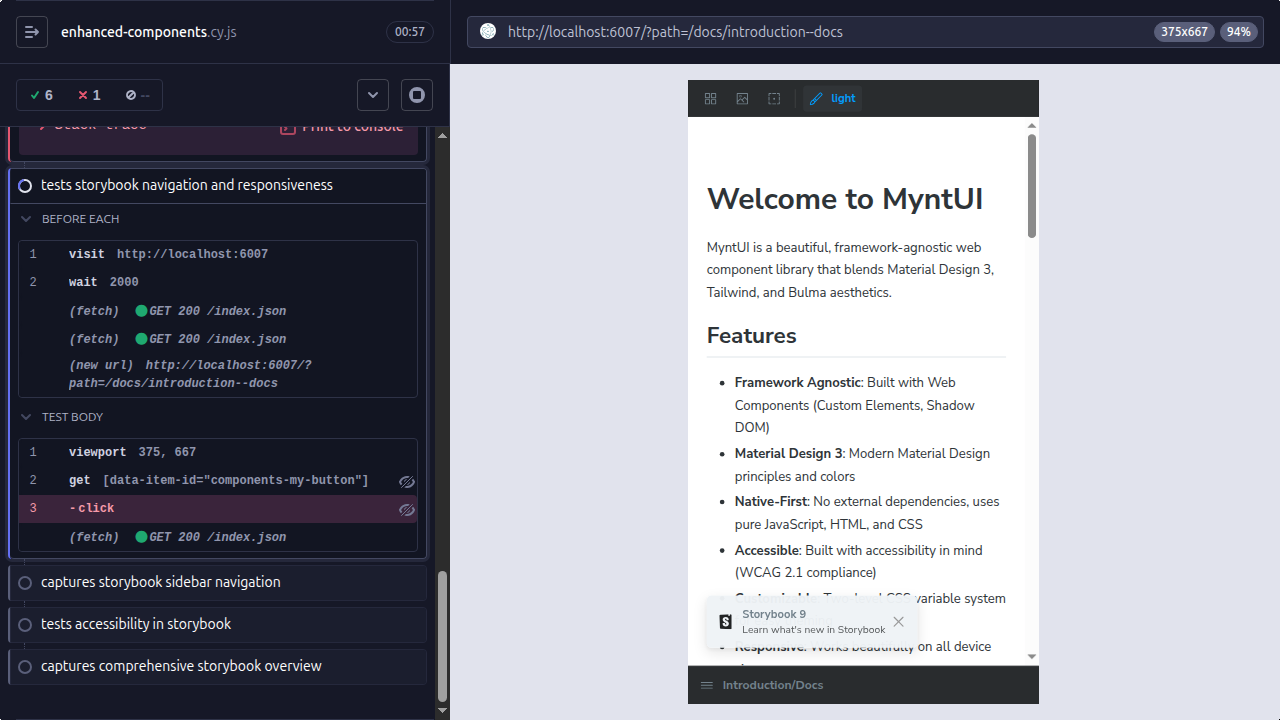 enhanced-components.cy.js
00:57
6
1
--
Stack trace
Print to console
tests storybook navigation and responsiveness
BEFORE EACH
1 visit http://localhost:6007
2 wait 2000
(fetch) GET 200 /index.json
(fetch) GET 200 /index.json
(new url) http://localhost:6007/?
path=/docs/introduction--docs
TEST BODY
1 viewport 375, 667
2 get [data-item-id="components-my-button"]
3 -click
(fetch) GET 200 /index.json
captures storybook sidebar navigation
tests accessibility in storybook
captures comprehensive storybook overview
http://localhost:6007/?path=/docs/introduction--docs
375x667
94%
light
Welcome to MyntUI
MyntUI is a beautiful, framework-agnostic web
component library that blends Material Design 3,
Tailwind, and Bulma aesthetics.
Features
• Framework Agnostic: Built with Web
Components (Custom Elements, Shadow
DOM)
• Material Design 3: Modern Material Design
principles and colors
• Native-First: No external dependencies, uses
pure JavaScript, HTML, and CSS
• Accessible: Built with accessibility in mind
(WCAG 2.1 compliance)
CSS variable system
Storybook 9
Learn what's new in Storybook
• Responsive: Works beautifully on all device
Introduction/Docs